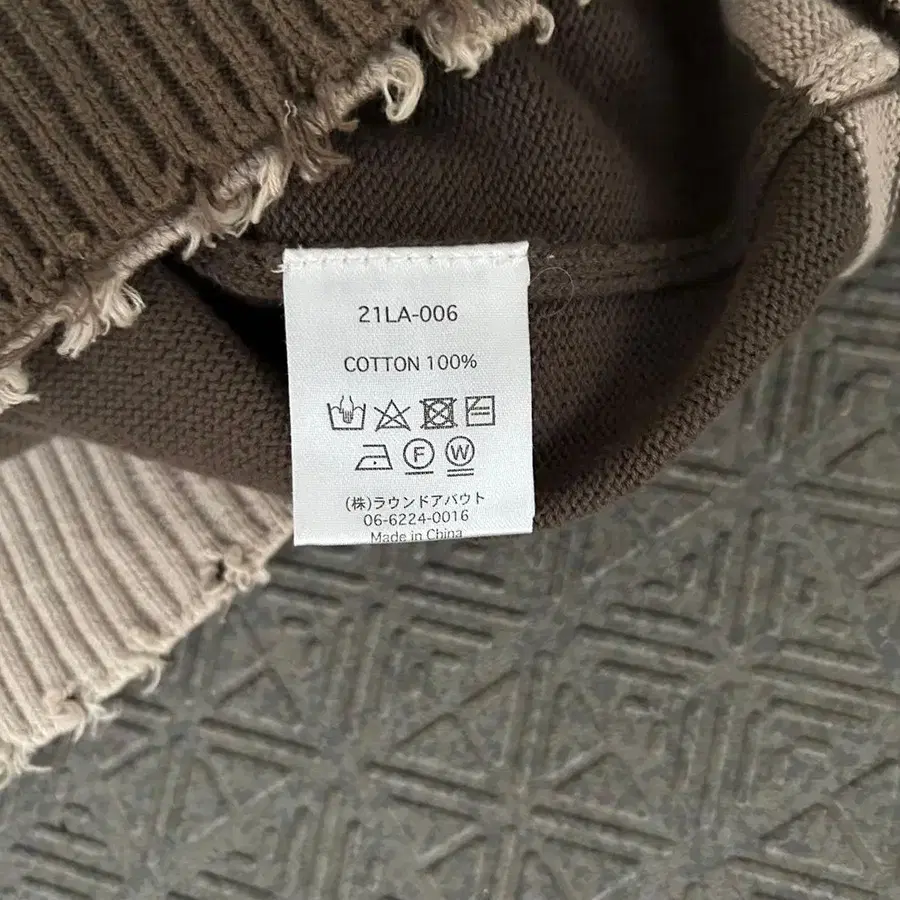 21LA-006
COTTON 100%
F W
(株)ラウンドアバウト
06-6224-0016
Made in China